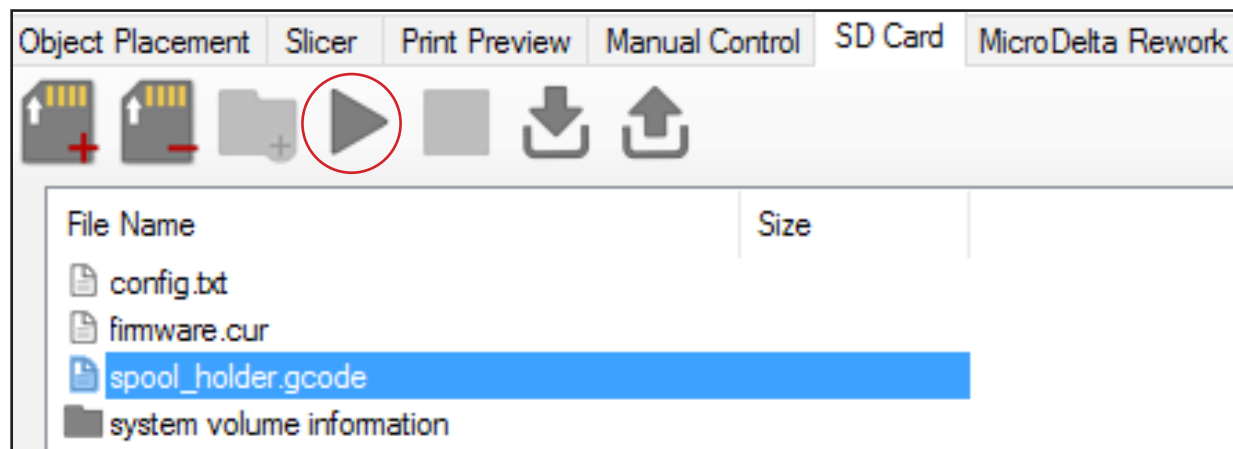 Object Placement Slicer Print Preview Manual Control SD Card MicroDelta Rework
File Name Size
config.txt
firmware.cur
spool_holder.gcode
system volume information